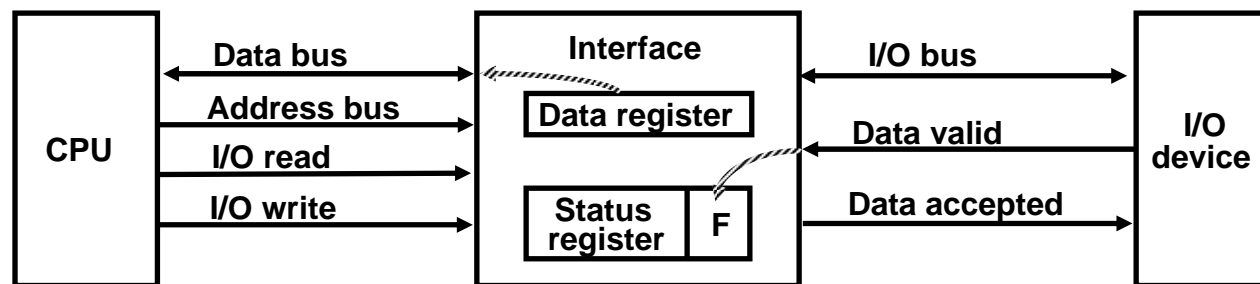 CPU
Data bus
Address bus
I/O read
I/O write
Interface
Data register
Status
register
F
I/O bus
Data valid
Data accepted
I/O
device